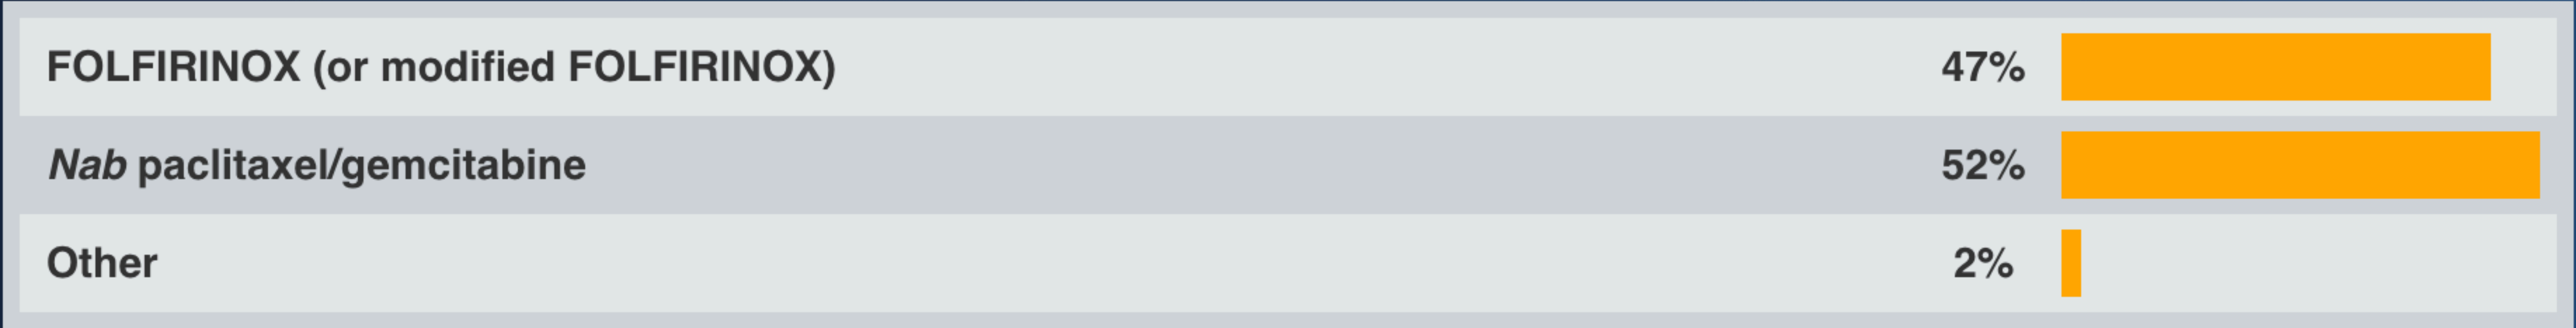 FOLFIRINOX (or modified FOLFIRINOX) 47%
Nab paclitaxel/gemcitabine 52%
Other 2%